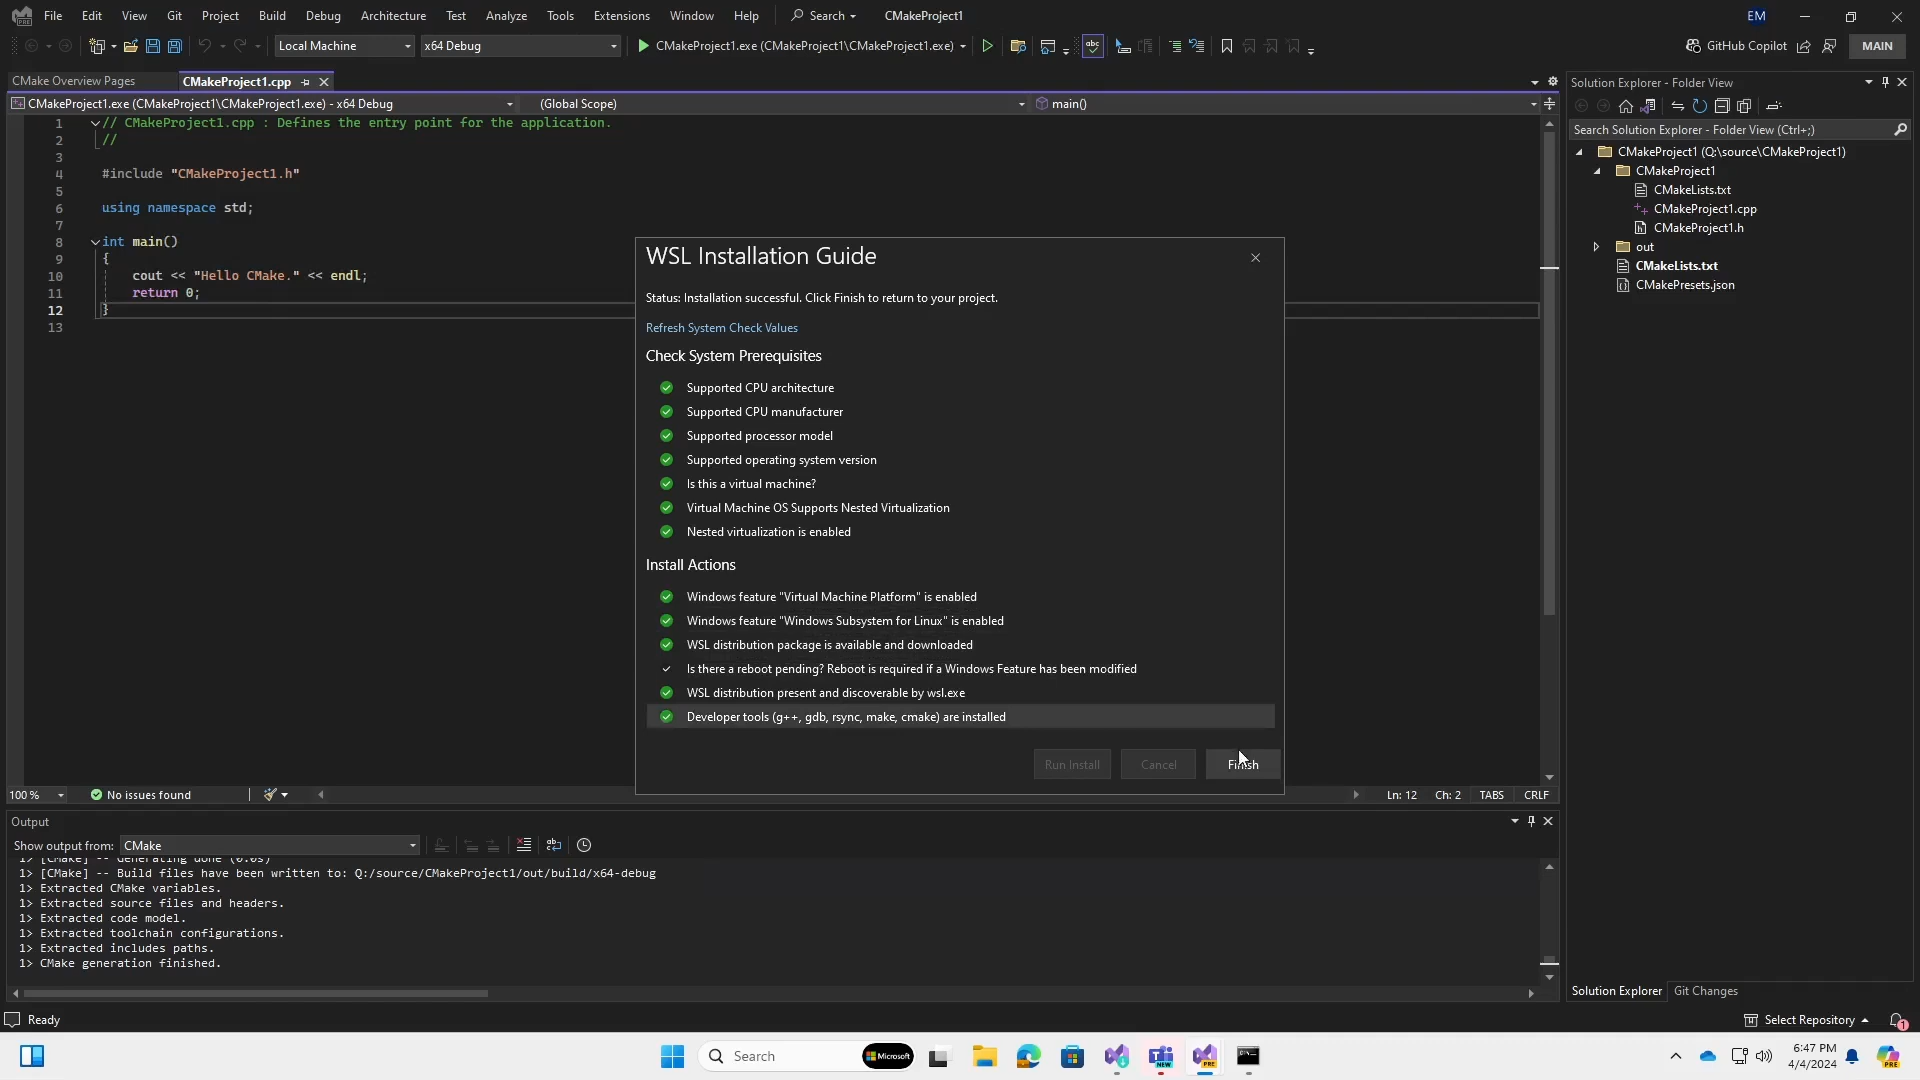 File Edit View Git Project Build Debug Architecture Test Analyze Tools Extensions Window Help Search CMakeProject1 EM
Local Machine x64 Debug CMakeProject1.exe (CMakeProject1\CMakeProject1.exe) GitHub Copilot MAIN
CMake Overview Pages CMakeProject1.cpp
CMakeProject1.exe (CMakeProject1\CMakeProject1.exe) - x64 Debug (Global Scope) main()
1 // CMakeProject1.cpp : Defines the entry point for the application.
2 //
3
4 #include "CMakeProject1.h"
5
6 using namespace std;
7
8 int main()
9 {
10 cout << "Hello CMake." << endl;
11 return 0;
12 }
13
WSL Installation Guide
Status: Installation successful. Click Finish to return to your project.
Refresh System Check Values
Check System Prerequisites
Supported CPU architecture
Supported CPU manufacturer
Supported processor model
Supported operating system version
Is this a virtual machine?
Virtual Machine OS Supports Nested Virtualization
Nested virtualization is enabled
Install Actions
Windows feature "Virtual Machine Platform" is enabled
Windows feature "Windows Subsystem for Linux" is enabled
WSL distribution package is available and downloaded
Is there a reboot pending? Reboot is required if a Windows Feature has been modified
WSL distribution present and discoverable by wsl.exe
Developer tools (g++, gdb, rsync, make, cmake) are installed
Run Install Cancel Finish
100 % No issues found Ln: 12 Ch: 2 TABS CRLF
Output
Show output from: CMake
1> [CMake] -- Generating done (0.0s)
1> [CMake] -- Build files have been written to: Q:/source/CMakeProject1/out/build/x64-debug
1> Extracted CMake variables.
1> Extracted source files and headers.
1> Extracted code model.
1> Extracted toolchain configurations.
1> Extracted includes paths.
1> CMake generation finished.
Solution Explorer - Folder View
Search Solution Explorer - Folder View (Ctrl+;)
CMakeProject1 (Q:\source\CMakeProject1)
CMakeProject1
CMakeLists.txt
CMakeProject1.cpp
CMakeProject1.h
out
CMakeLists.txt
CMakePresets.json
Solution Explorer Git Changes
Ready Select Repository 1
Search Microsoft NEW PRE 6:47 PM PRE
4/4/2024